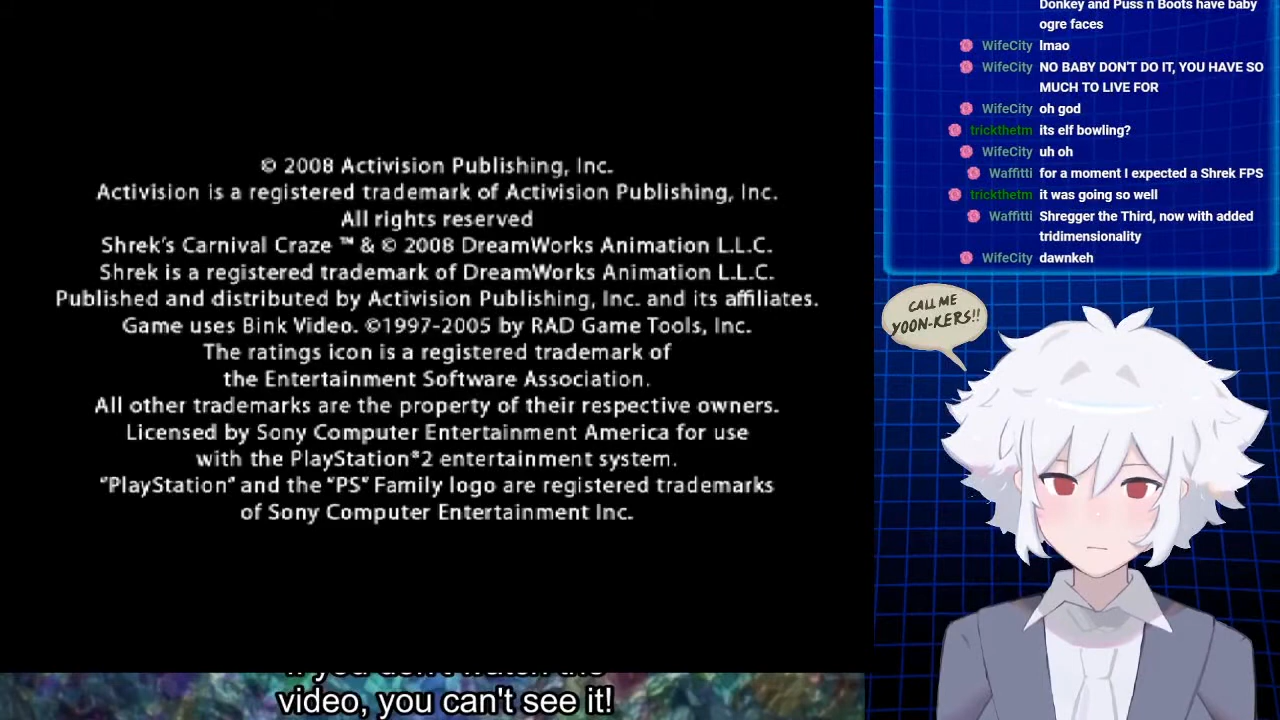 © 2008 Activision Publishing, Inc.
Activision is a registered trademark of Activision Publishing, Inc.
All rights reserved
Shrek's Carnival Craze ™ & © 2008 DreamWorks Animation L.L.C.
Shrek is a registered trademark of DreamWorks Animation L.L.C.
Published and distributed by Activision Publishing, Inc. and its affiliates.
Game uses Bink Video. ©1997-2005 by RAD Game Tools, Inc.
The ratings icon is a registered trademark of
the Entertainment Software Association.
All other trademarks are the property of their respective owners.
Licensed by Sony Computer Entertainment America for use
with the PlayStation®2 entertainment system.
"PlayStation" and the "PS" Family logo are registered trademarks
of Sony Computer Entertainment Inc.
If you don't watch the
video, you can't see it!
Donkey and Puss n Boots have baby
ogre faces
WifeCity lmao
WifeCity NO BABY DON'T DO IT, YOU HAVE SO
MUCH TO LIVE FOR
WifeCity oh god
trickthetm its elf bowling?
WifeCity uh oh
Waffitti for a moment I expected a Shrek FPS
trickthetm it was going so well
Waffitti Shregger the Third, now with added
tridimensionality
WifeCity dawnkeh
CALL ME
YOON-KERS!!